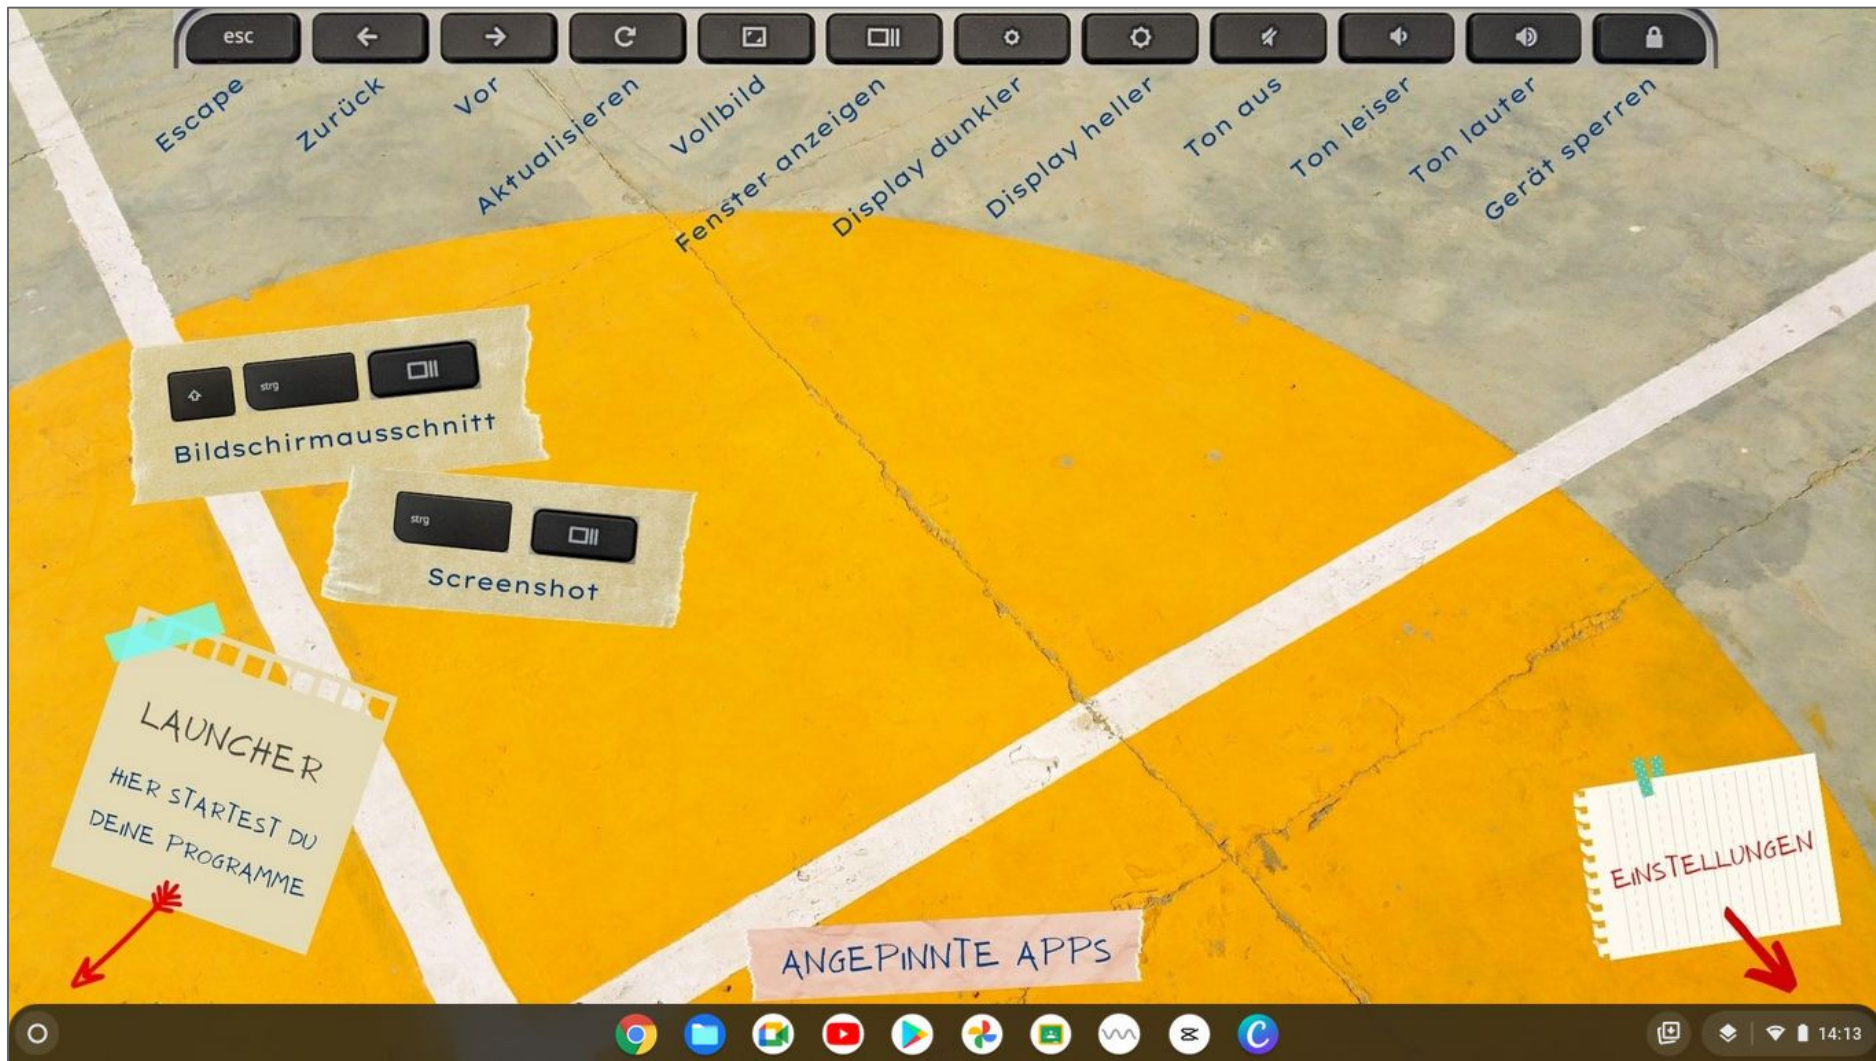 esc
Escape
Zurück
Vor
Aktualisieren
Vollbild
Fenster anzeigen
Display dunkler
Display heller
Ton aus
Ton leiser
Ton lauter
Gerät sperren
strg
Bildschirmausschnitt
strg
Screenshot
LAUNCHER
HIER STARTEST DU
DEINE PROGRAMME
EINSTELLUNGEN
ANGEPINNTE APPS
14:13